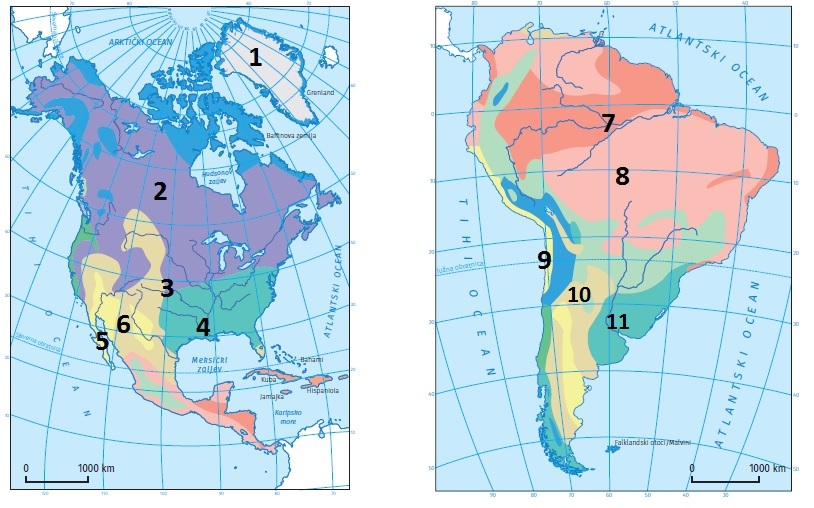 ARKTIČKI OCEAN
1
Grenland
Baffinova zemlja
Hudsonov
zaljev
2
3
4
5
6
TIHI OCEAN
ATLANTSKI OCEAN
Meksički
zaljev
Bahami
Kuba
Jamajka
Hispaniola
Karipsko
more
0 1000 km
ATLANTSKI OCEAN
7
8
9
10
11
TIHI OCEAN
ATLANTSKI OCEAN
Falklandski otoci/Malvini
0 1000 km